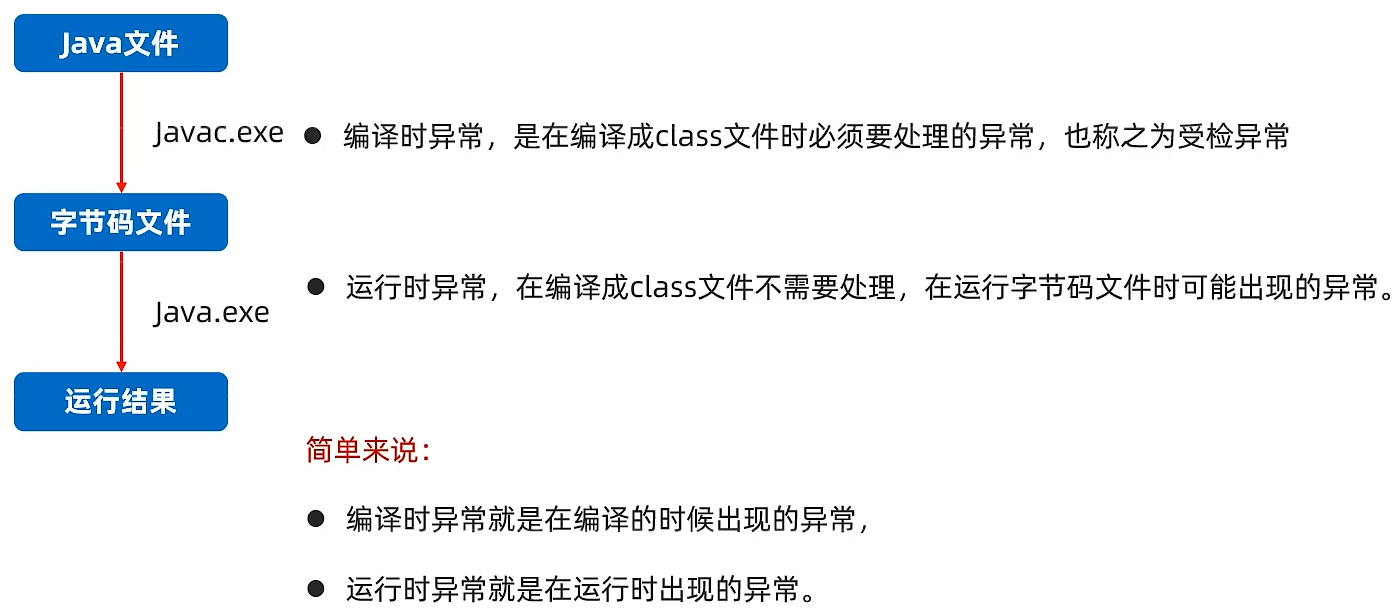 Java文件
Javac.exe
● 编译时异常，是在编译成class文件时必须要处理的异常，也称之为受检异常
字节码文件
● 运行时异常，在编译成class文件不需要处理，在运行字节码文件时可能出现的异常。
Java.exe
运行结果
简单来说：
● 编译时异常就是在编译的时候出现的异常，
● 运行时异常就是在运行时出现的异常。